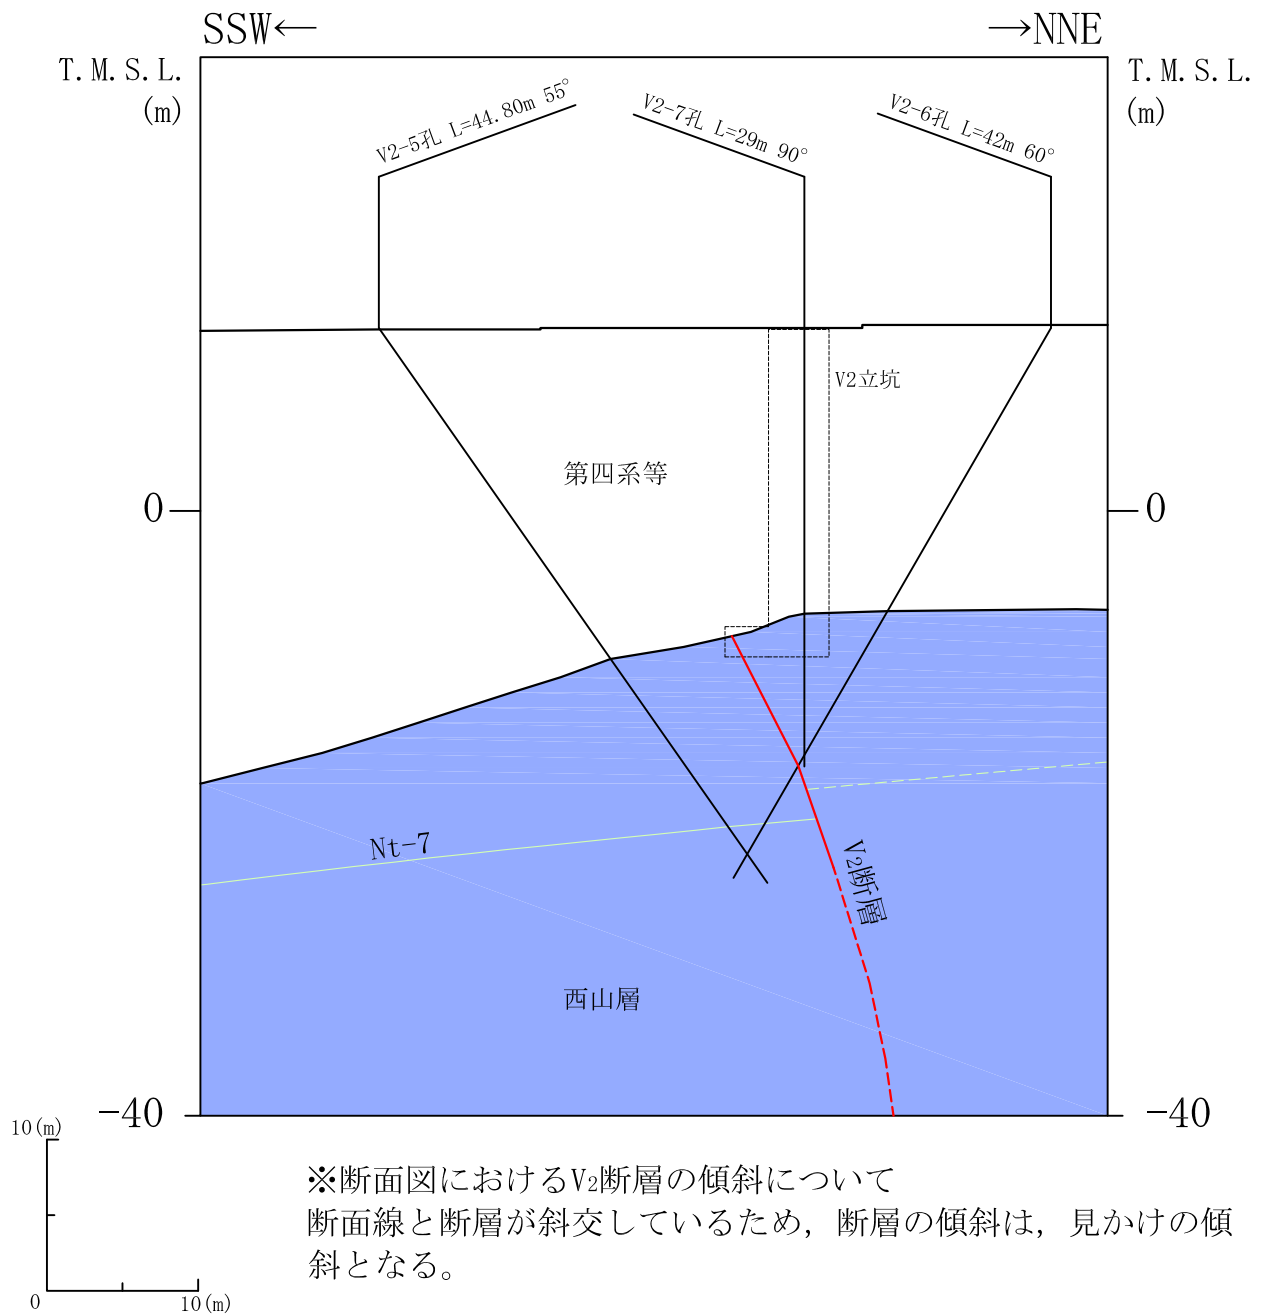 SSW←
→NNE
T.M.S.L.
(m)
T.M.S.L.
(m)
V2-5孔 L=44.80m 55°
V2-7孔 L=29m 90°
V2-6孔 L=42m 60°
V2立坑
第四系等
0
0
Nt-7
V₂断層
西山層
-40
-40
10(m)
0
10(m)
※断面図におけるV₂断層の傾斜について
断面線と断層が斜交しているため，断層の傾斜は，見かけの傾
斜となる。